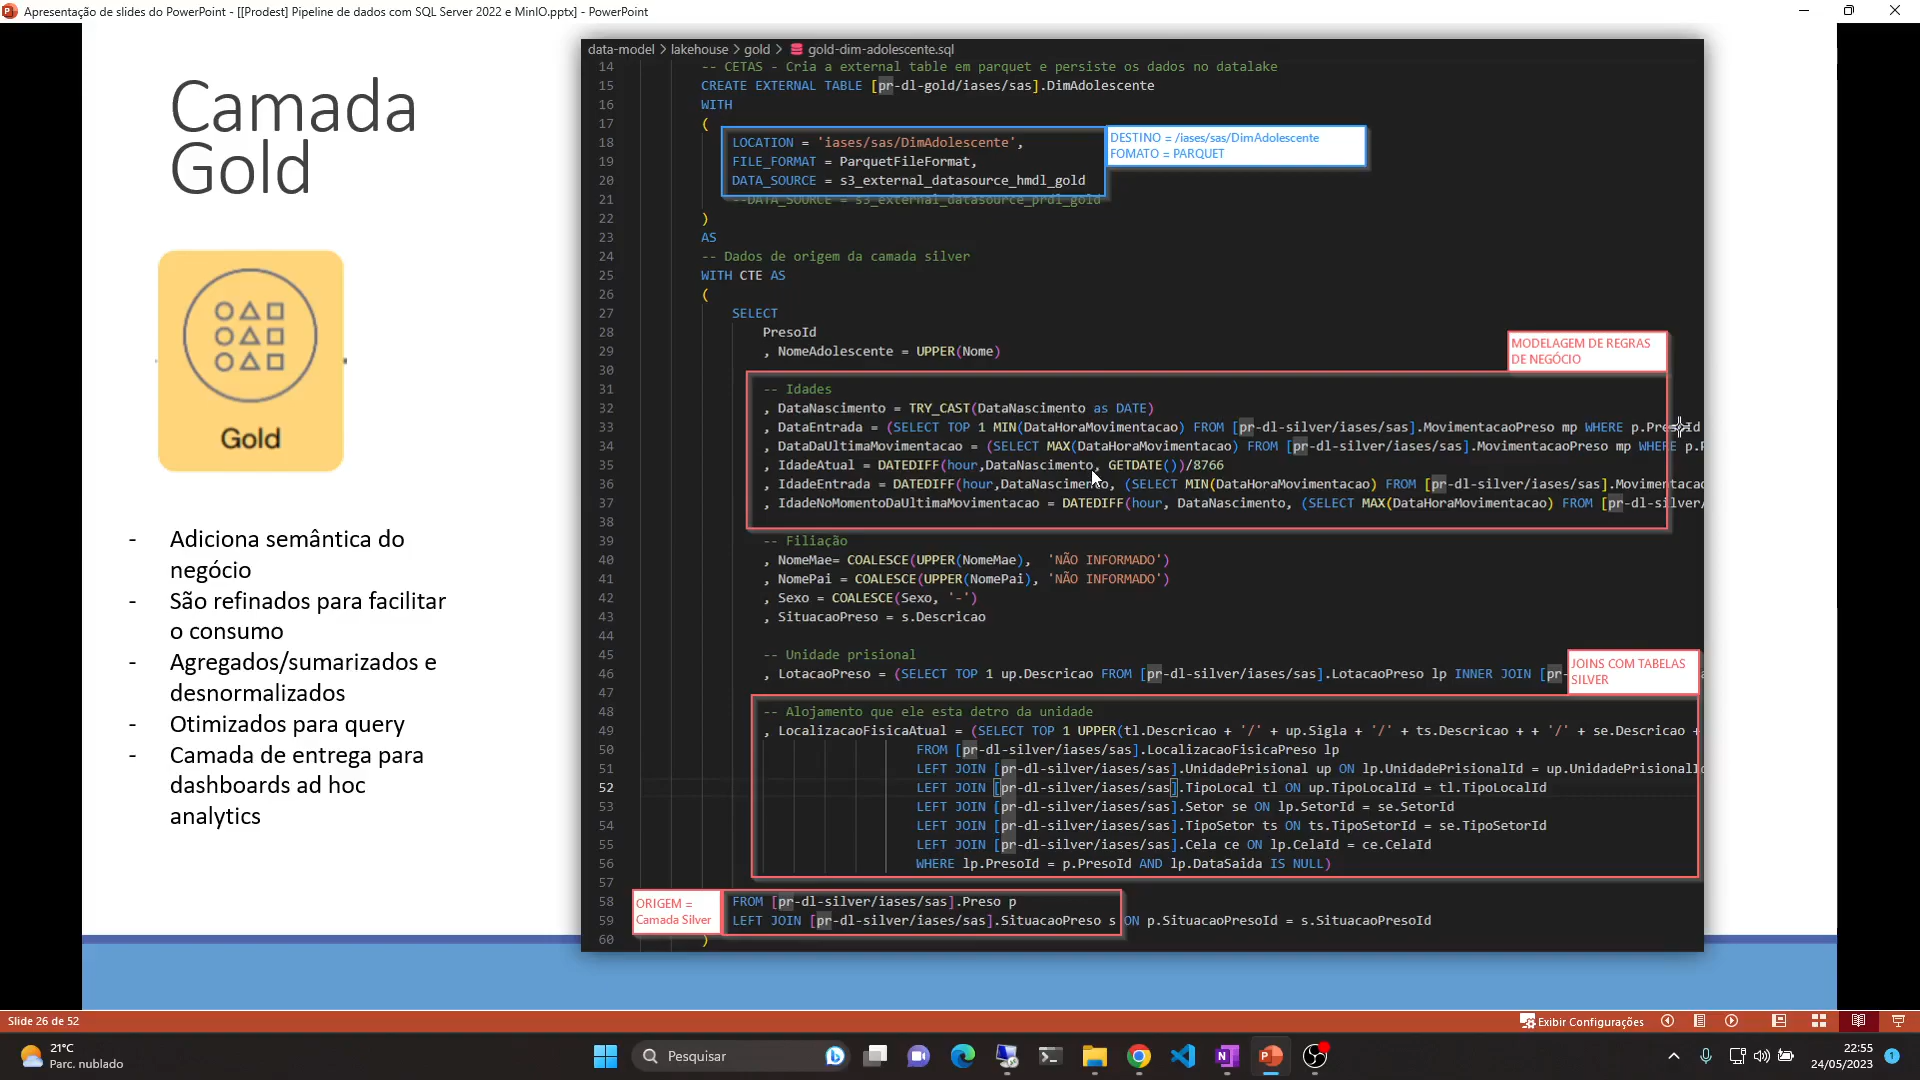 Apresentação de slides do PowerPoint - [[Prodest] Pipeline de dados com SQL Server 2022 e MinIO.pptx] - PowerPoint
Camada
Gold
Gold
- Adiciona semântica do
negócio
- São refinados para facilitar
o consumo
- Agregados/sumarizados e
desnormalizados
- Otimizados para query
- Camada de entrega para
dashboards ad hoc
analytics
data-model > lakehouse > gold > gold-dim-adolescente.sql
14 -- CETAS - Cria a external table em parquet e persiste os dados no datalake
15 CREATE EXTERNAL TABLE [pr-dl-gold/iases/sas].DimAdolescente
16 WITH
17 (
18 LOCATION = 'iases/sas/DimAdolescente',
19 FILE_FORMAT = ParquetFileFormat,
20 DATA_SOURCE = s3_external_datasource_hmdl_gold
21 --DATA_SOURCE = s3_external_datasource_prdl_gold
22 )
23 AS
24 -- Dados de origem da camada silver
25 WITH CTE AS
26 (
27 SELECT
28 PresoId
29 , NomeAdolescente = UPPER(Nome)
30
31 -- Idades
32 , DataNascimento = TRY_CAST(DataNascimento as DATE)
33 , DataEntrada = (SELECT TOP 1 MIN(DataHoraMovimentacao) FROM [pr-dl-silver/iases/sas].MovimentacaoPreso mp WHERE p.PresoId
34 , DataDaUltimaMovimentacao = (SELECT MAX(DataHoraMovimentacao) FROM [pr-dl-silver/iases/sas].MovimentacaoPreso mp WHERE p.P
35 , IdadeAtual = DATEDIFF(hour,DataNascimento, GETDATE())/8766
36 , IdadeEntrada = DATEDIFF(hour,DataNascimento, (SELECT MIN(DataHoraMovimentacao) FROM [pr-dl-silver/iases/sas].Movimentaca
37 , IdadeNoMomentoDaUltimaMovimentacao = DATEDIFF(hour, DataNascimento, (SELECT MAX(DataHoraMovimentacao) FROM [pr-dl-silver/
38
39 -- Filiação
40 , NomeMae= COALESCE(UPPER(NomeMae), 'NÃO INFORMADO')
41 , NomePai = COALESCE(UPPER(NomePai), 'NÃO INFORMADO')
42 , Sexo = COALESCE(Sexo, '-')
43 , SituacaoPreso = s.Descricao
44
45 -- Unidade prisional
46 , LotacaoPreso = (SELECT TOP 1 up.Descricao FROM [pr-dl-silver/iases/sas].LotacaoPreso lp INNER JOIN [pr-
47
48 -- Alojamento que ele esta detro da unidade
49 , LocalizacaoFisicaAtual = (SELECT TOP 1 UPPER(tl.Descricao + '/' + up.Sigla + '/' + ts.Descricao + + '/' + se.Descricao +
50 FROM [pr-dl-silver/iases/sas].LocalizacaoFisicaPreso lp
51 LEFT JOIN [pr-dl-silver/iases/sas].UnidadePrisional up ON lp.UnidadePrisionalId = up.UnidadePrisionalId
52 LEFT JOIN [pr-dl-silver/iases/sas].TipoLocal tl ON up.TipoLocalId = tl.TipoLocalId
53 LEFT JOIN [pr-dl-silver/iases/sas].Setor se ON lp.SetorId = se.SetorId
54 LEFT JOIN [pr-dl-silver/iases/sas].TipoSetor ts ON ts.TipoSetorId = se.TipoSetorId
55 LEFT JOIN [pr-dl-silver/iases/sas].Cela ce ON lp.CelaId = ce.CelaId
56 WHERE lp.PresoId = p.PresoId AND lp.DataSaida IS NULL)
57
58 FROM [pr-dl-silver/iases/sas].Preso p
59 LEFT JOIN [pr-dl-silver/iases/sas].SituacaoPreso s ON p.SituacaoPresoId = s.SituacaoPresoId
60 )
DESTINO = /iases/sas/DimAdolescente
FOMATO = PARQUET
MODELAGEM DE REGRAS
DE NEGÓCIO
JOINS COM TABELAS
SILVER
ORIGEM =
Camada Silver
Slide 26 de 52
Exibir Configurações
21°C
Parc. nublado
Pesquisar
22:55
24/05/2023
1